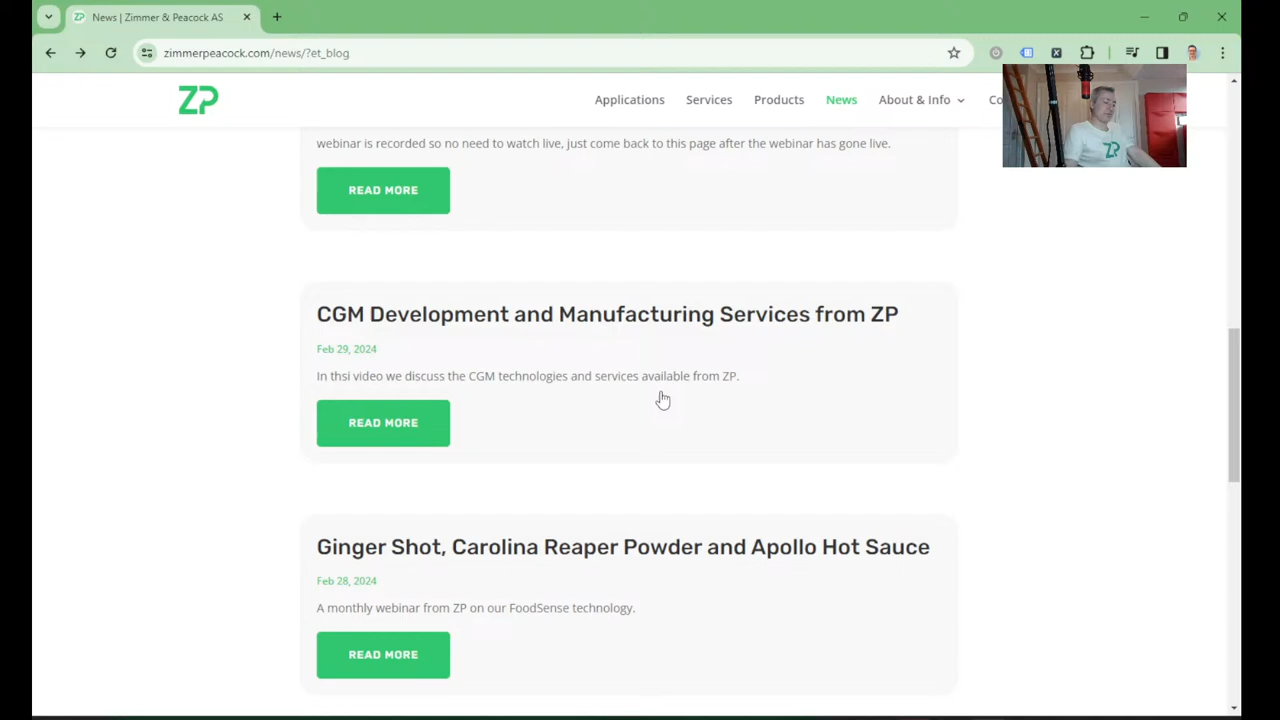 News | Zimmer & Peacock AS
zimmerpeacock.com/news/?et_blog
ZP
Applications
Services
Products
News
About & Info
Co
ZP
webinar is recorded so no need to watch live, just come back to this page after the webinar has gone live.
READ MORE
CGM Development and Manufacturing Services from ZP
Feb 29, 2024
In thsi video we discuss the CGM technologies and services available from ZP.
READ MORE
Ginger Shot, Carolina Reaper Powder and Apollo Hot Sauce
Feb 28, 2024
A monthly webinar from ZP on our FoodSense technology.
READ MORE